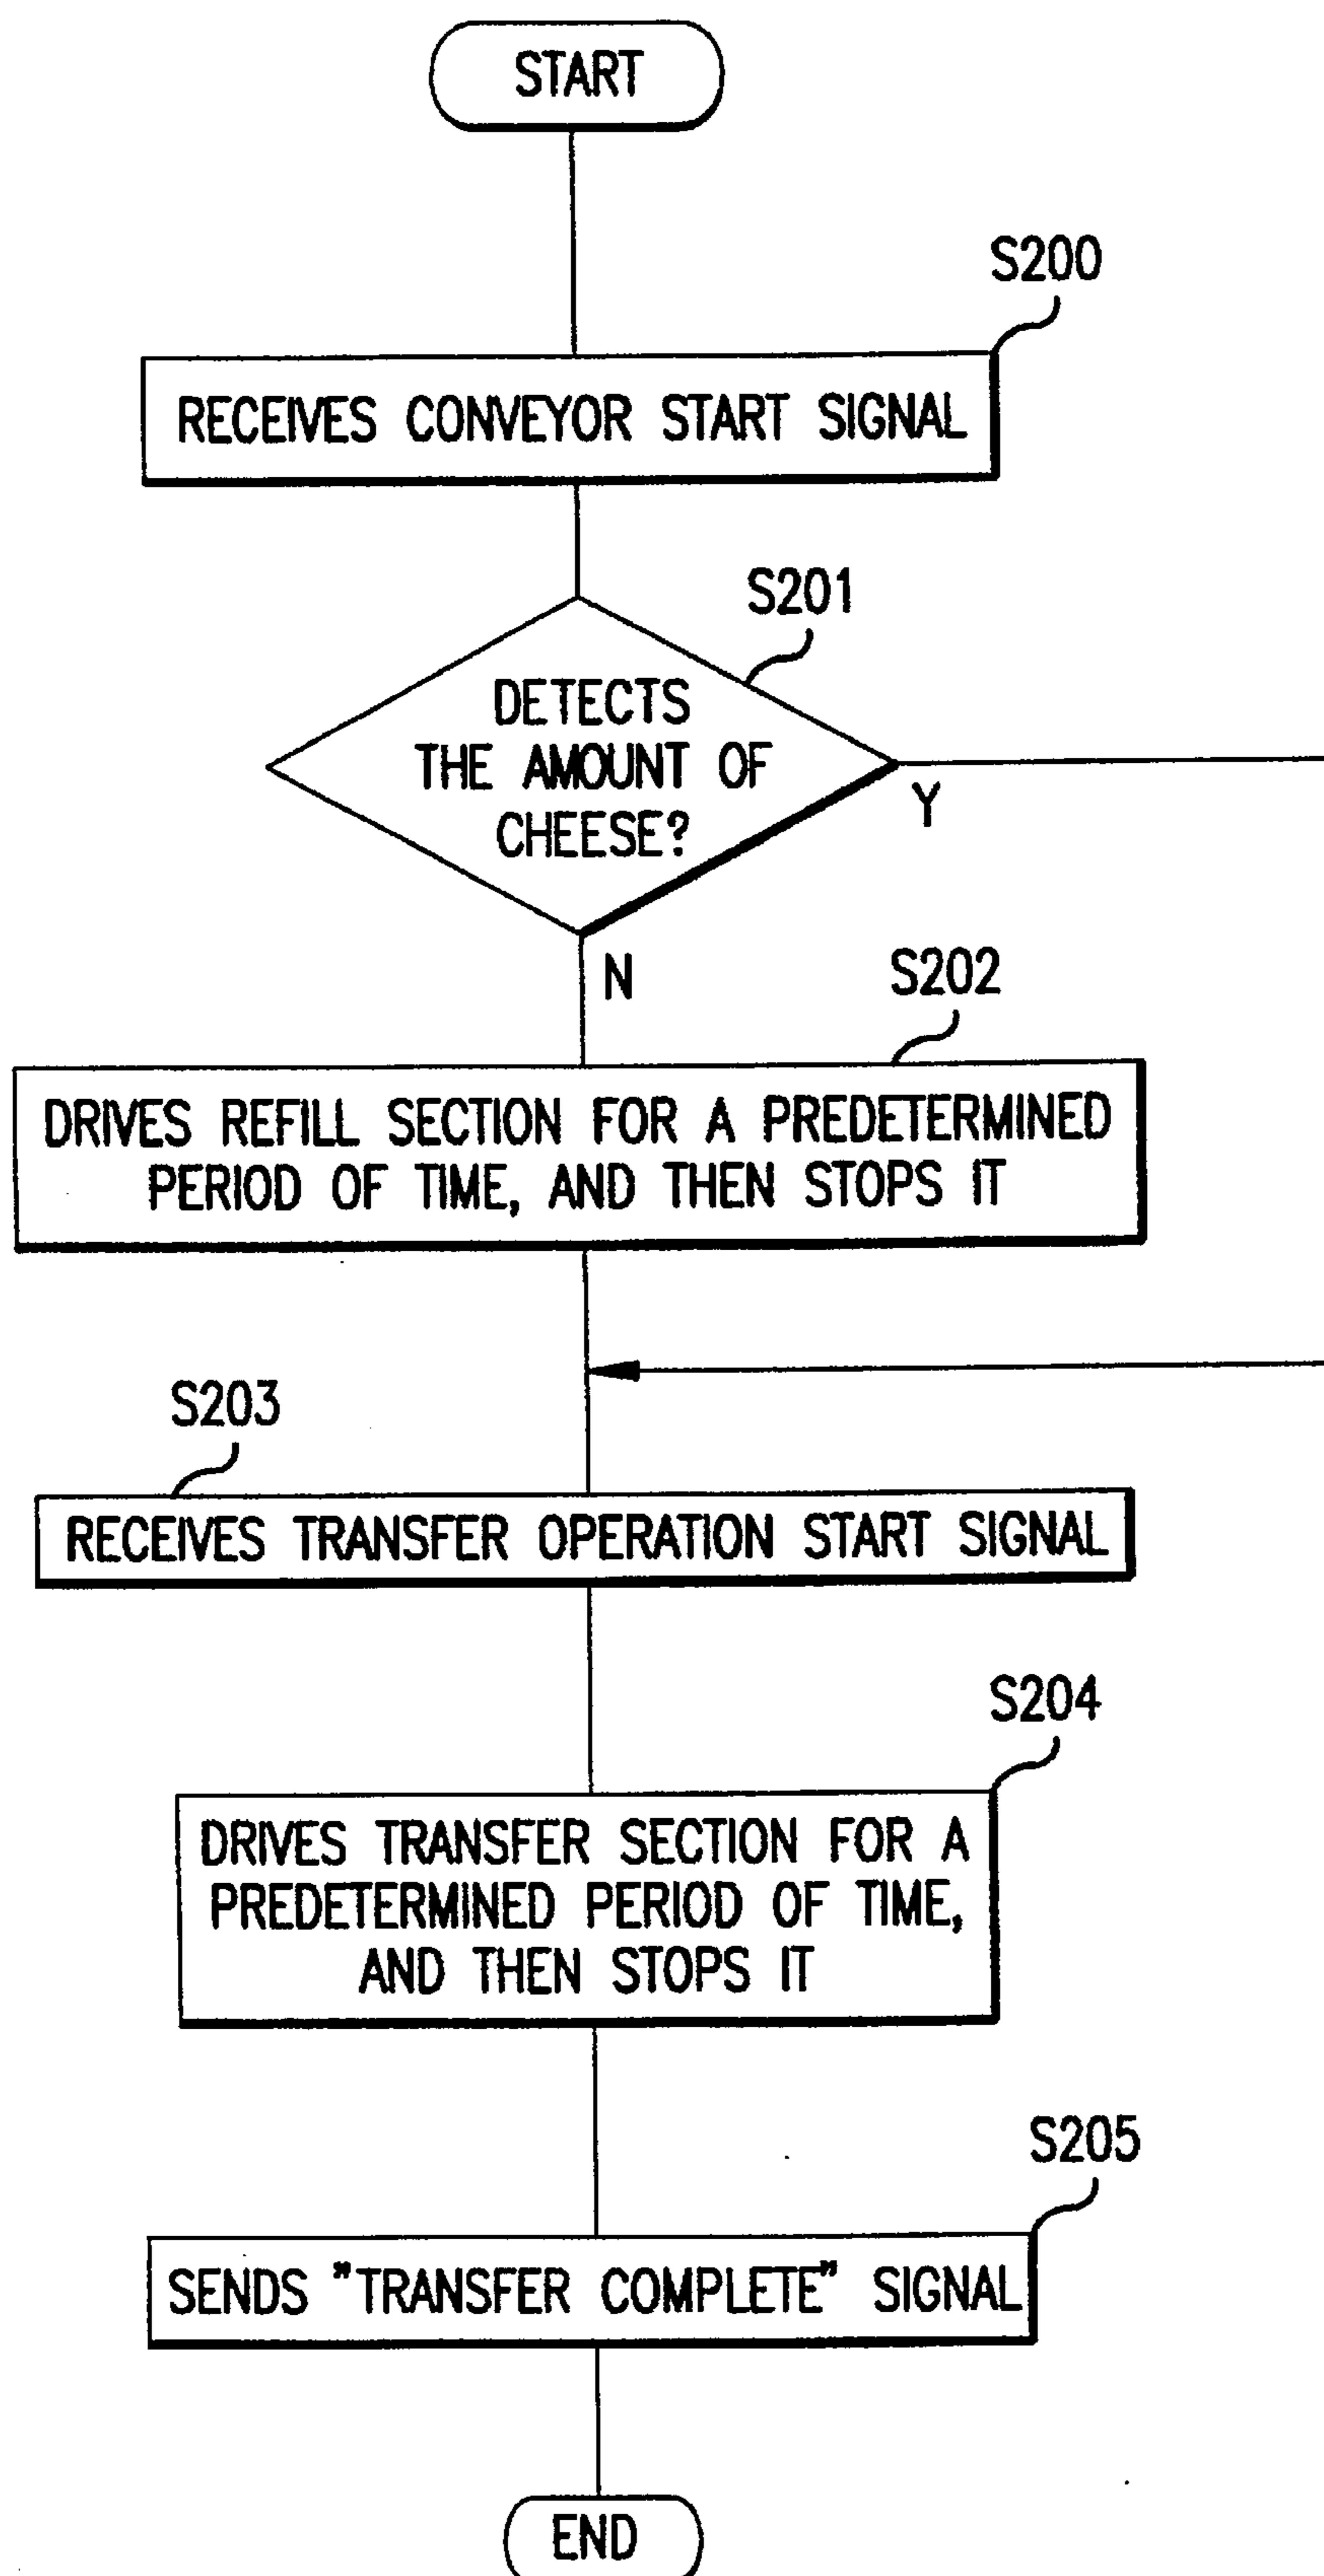 START
S200
RECEIVES CONVEYOR START SIGNAL
S201
DETECTS
THE AMOUNT OF
CHEESE?
Y
N
S202
DRIVES REFILL SECTION FOR A PREDETERMINED
PERIOD OF TIME, AND THEN STOPS IT
S203
RECEIVES TRANSFER OPERATION START SIGNAL
S204
DRIVES TRANSFER SECTION FOR A
PREDETERMINED PERIOD OF TIME,
AND THEN STOPS IT
S205
SENDS "TRANSFER COMPLETE" SIGNAL
END